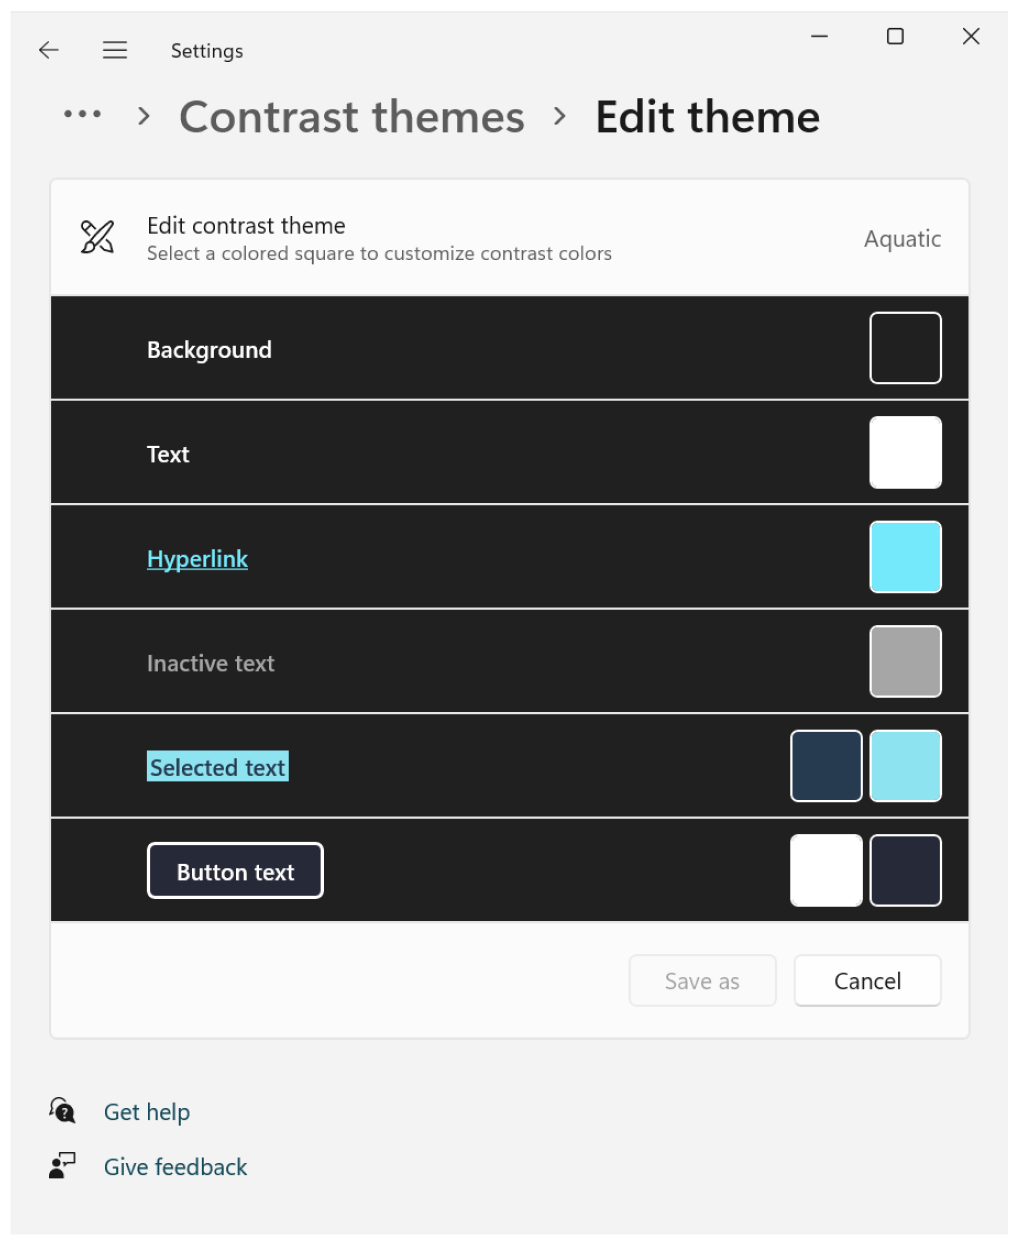 Settings
··· > Contrast themes > Edit theme
Edit contrast theme
Select a colored square to customize contrast colors
Aquatic
Background
Text
Hyperlink
Inactive text
Selected text
Button text
Save as
Cancel
Get help
Give feedback